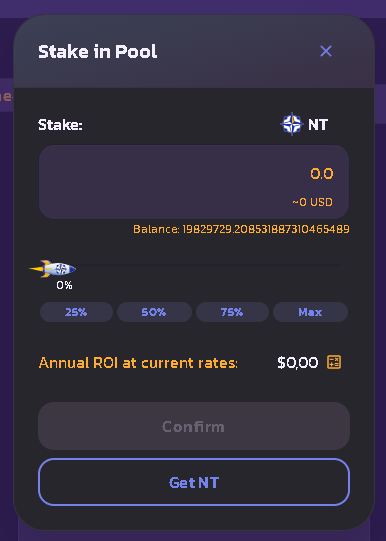 Stake in Pool
Stake:
NT
0.0
~0 USD
Balance: 19829729.208531887310465489
0%
25%
50%
75%
Max
Annual ROI at current rates:
$0,00
Confirm
Get NT